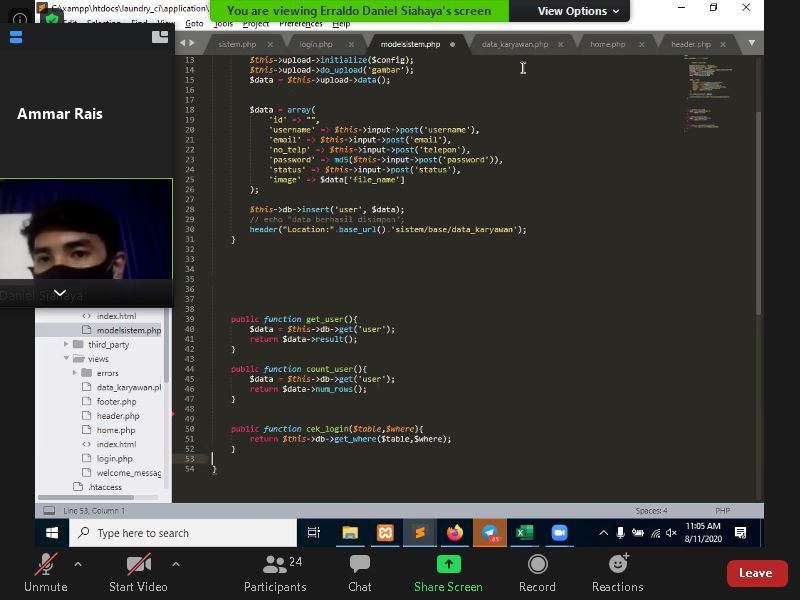 C:\xampp\htdocs\laundry_ci\application\
You are viewing Erraldo Daniel Siahaya's screen
View Options
Edit
Selection
Find
View
Goto
Tools
Project
Preferences
Help
sistem.php
login.php
modelsistem.php
data_karyawan.php
home.php
header.php
Ammar Rais
Daniel Siahaya
13 $this->upload->initialize($config);
14 $this->upload->do_upload('gambar');
15 $data = $this->upload->data();
16
17
18 $data = array(
19 'id' => "",
20 'username' => $this->input->post('username'),
21 'email' => $this->input->post('email'),
22 'no_telp' => $this->input->post('telepon'),
23 'password' => md5($this->input->post('password')),
24 'status' => $this->input->post('status'),
25 'image' => $data['file_name']
26 );
27
28 $this->db->insert('user', $data);
29 // echo "data berhasil disimpan";
30 header("Location:".base_url().'sistem/base/data_karyawan');
31 }
32
33
34
35
36
37
38
39 public function get_user(){
40 $data = $this->db->get('user');
41 return $data->result();
42 }
43
44 public function count_user(){
45 $data = $this->db->get('user');
46 return $data->num_rows();
47 }
48
49
50 public function cek_login($table,$where){
51 return $this->db->get_where($table,$where);
52 }
53
54 }
index.html
modelsistem.php
third_party
views
errors
data_karyawan.pl
footer.php
header.php
home.php
index.html
login.php
welcome_messag
.htaccess
Line 53, Column 1
Spaces: 4
PHP
Type here to search
11:05 AM
8/11/2020
Unmute
Start Video
Participants
24
Chat
Share Screen
Record
Reactions
Leave